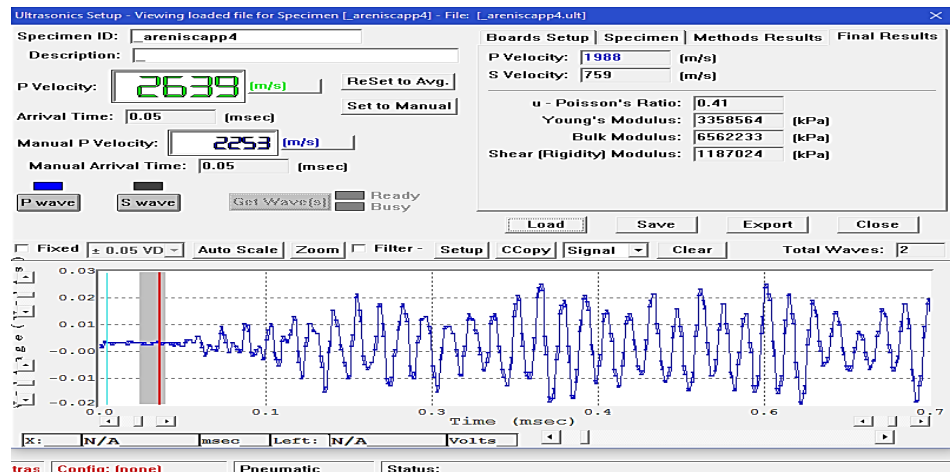 Ultrasonics Setup - Viewing loaded file for Specimen [_areniscapp4] - File: [_areniscapp4.ult]
Specimen ID: _areniscapp4
Description: _
P Velocity: 2639 (m/s) ReSet to Avg.
Set to Manual
Arrival Time: 0.05 (msec)
Manual P Velocity: 2253 (m/s)
Manual Arrival Time: 0.05 (msec)
P wave S wave Get Wave(s) Ready
Busy
Boards Setup Specimen Methods Results Final Results
P Velocity: 1988 (m/s)
S Velocity: 759 (m/s)
u - Poisson's Ratio: 0.41
Young's Modulus: 3358564 (kPa)
Bulk Modulus: 6562233 (kPa)
Shear (Rigidity) Modulus: 1187024 (kPa)
Load Save Export Close
Fixed ± 0.05 VD Auto Scale Zoom Filter - Setup CCopy Signal Clear Total Waves: 2
0.03
0.02
0.01
-0.00
-0.01
-0.02
0.0 0.1 0.3 0.4 0.6 0.7
Time (msec)
X: N/A msec Left: N/A Volts
tras Config: (none) Pneumatic Status: